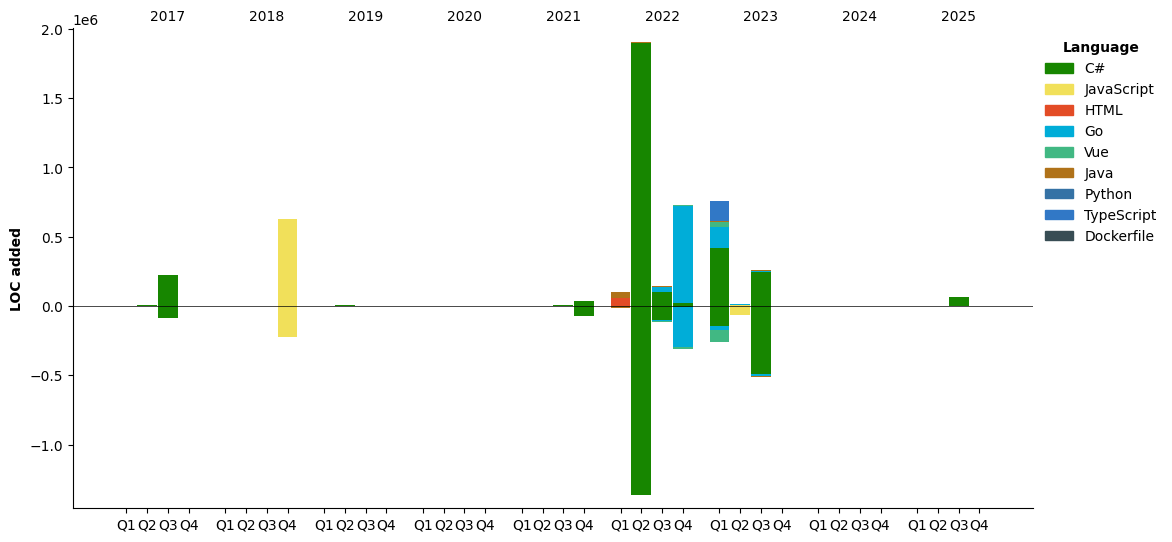 2017 2018 2019 2020 2021 2022 2023 2024 2025
1e6
2.0
1.5
1.0
0.5
0.0
−0.5
−1.0
LOC added
Q1 Q2 Q3 Q4 Q1 Q2 Q3 Q4 Q1 Q2 Q3 Q4 Q1 Q2 Q3 Q4 Q1 Q2 Q3 Q4 Q1 Q2 Q3 Q4 Q1 Q2 Q3 Q4 Q1 Q2 Q3 Q4 Q1 Q2 Q3 Q4
Language
C#
JavaScript
HTML
Go
Vue
Java
Python
TypeScript
Dockerfile